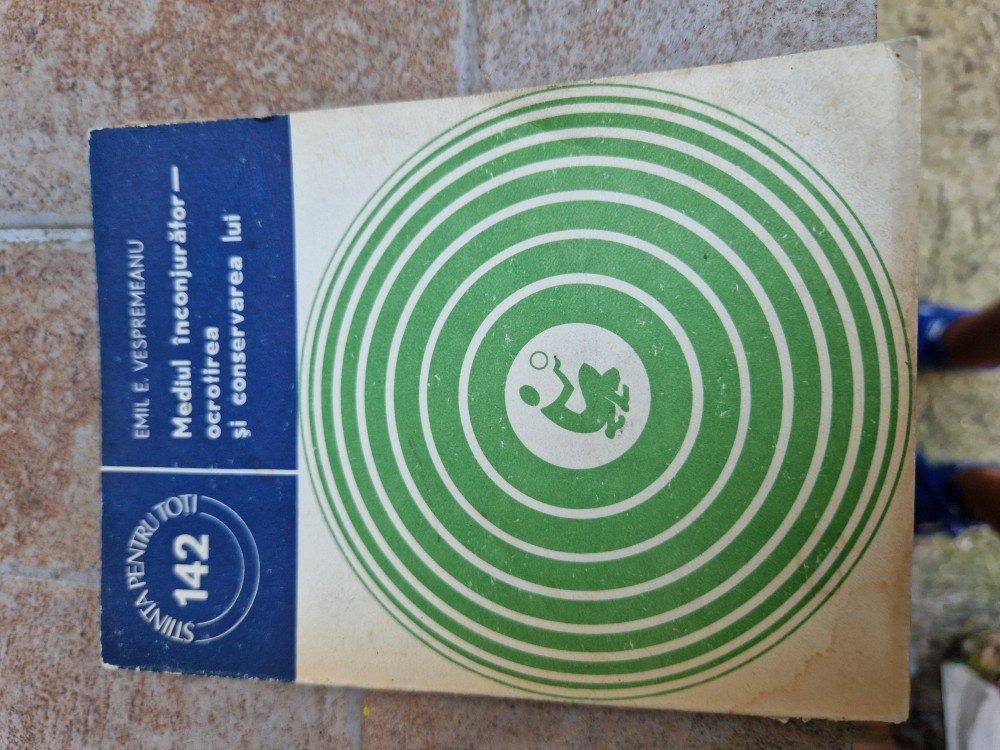 ȘTIINȚA PENTRU TOȚI
142
EMIL E. VESPREMEANU
Mediul înconjurător —
ocrotirea
și conservarea lui